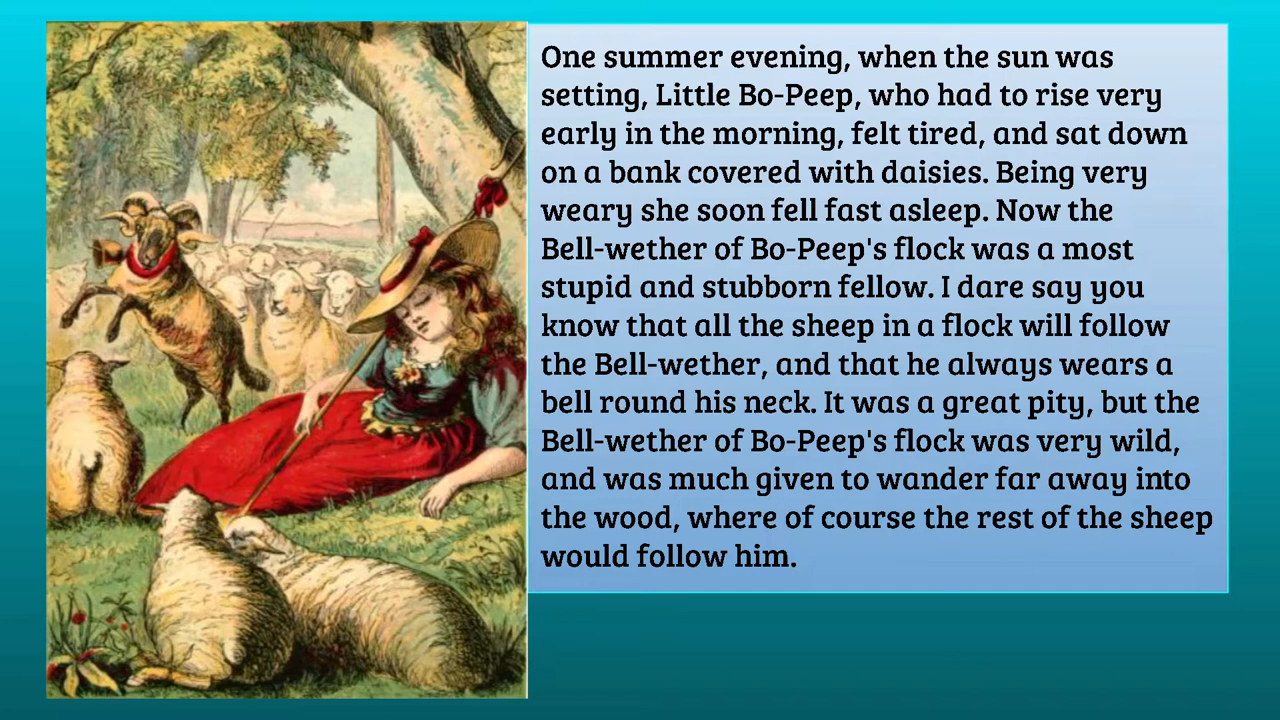 One summer evening, when the sun was
setting, Little Bo-Peep, who had to rise very
early in the morning, felt tired, and sat down
on a bank covered with daisies. Being very
weary she soon fell fast asleep. Now the
Bell-wether of Bo-Peep's flock was a most
stupid and stubborn fellow. I dare say you
know that all the sheep in a flock will follow
the Bell-wether, and that he always wears a
bell round his neck. It was a great pity, but the
Bell-wether of Bo-Peep's flock was very wild,
and was much given to wander far away into
the wood, where of course the rest of the sheep
would follow him.